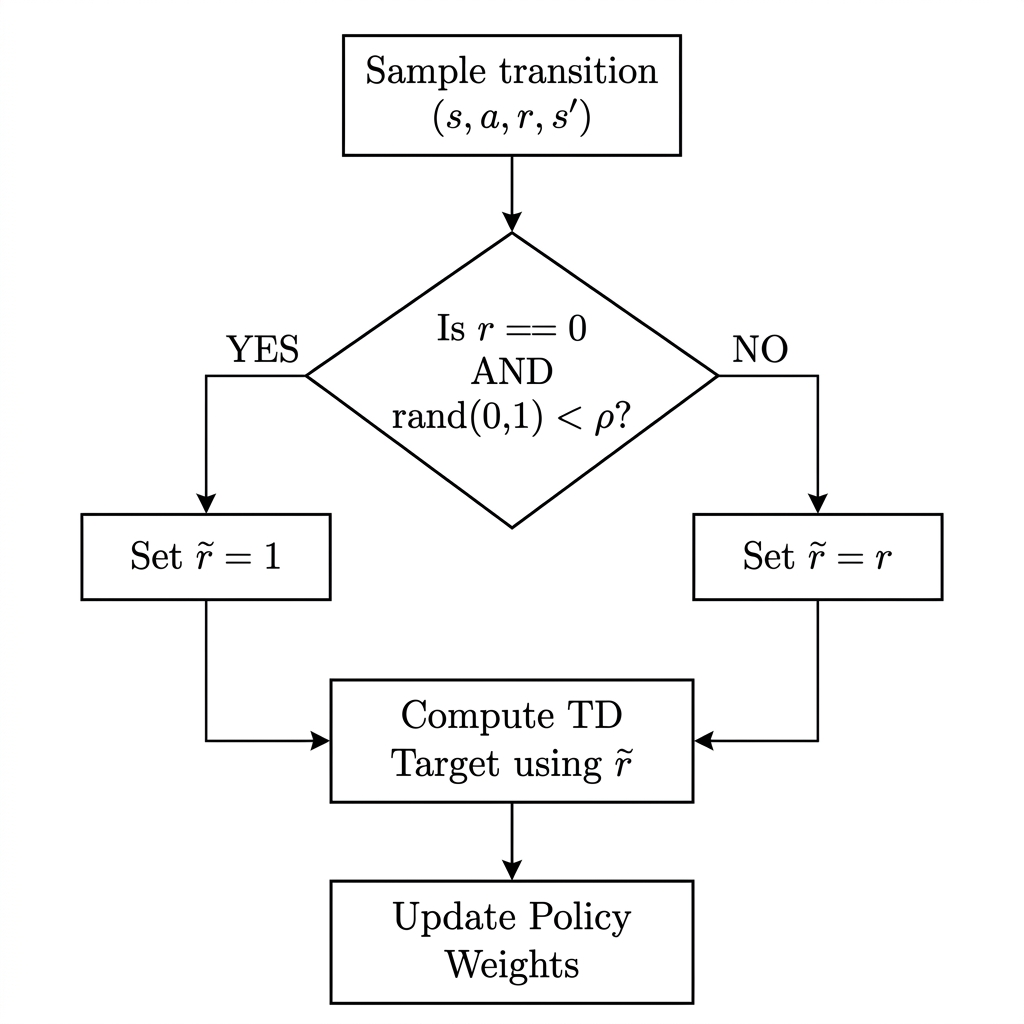 Sample transition
(s, a, r, s′)
Is r == 0
AND
rand(0,1) < ρ?
YES
NO
Set r̃ = 1
Set r̃ = r
Compute TD
Target using r̃
Update Policy
Weights